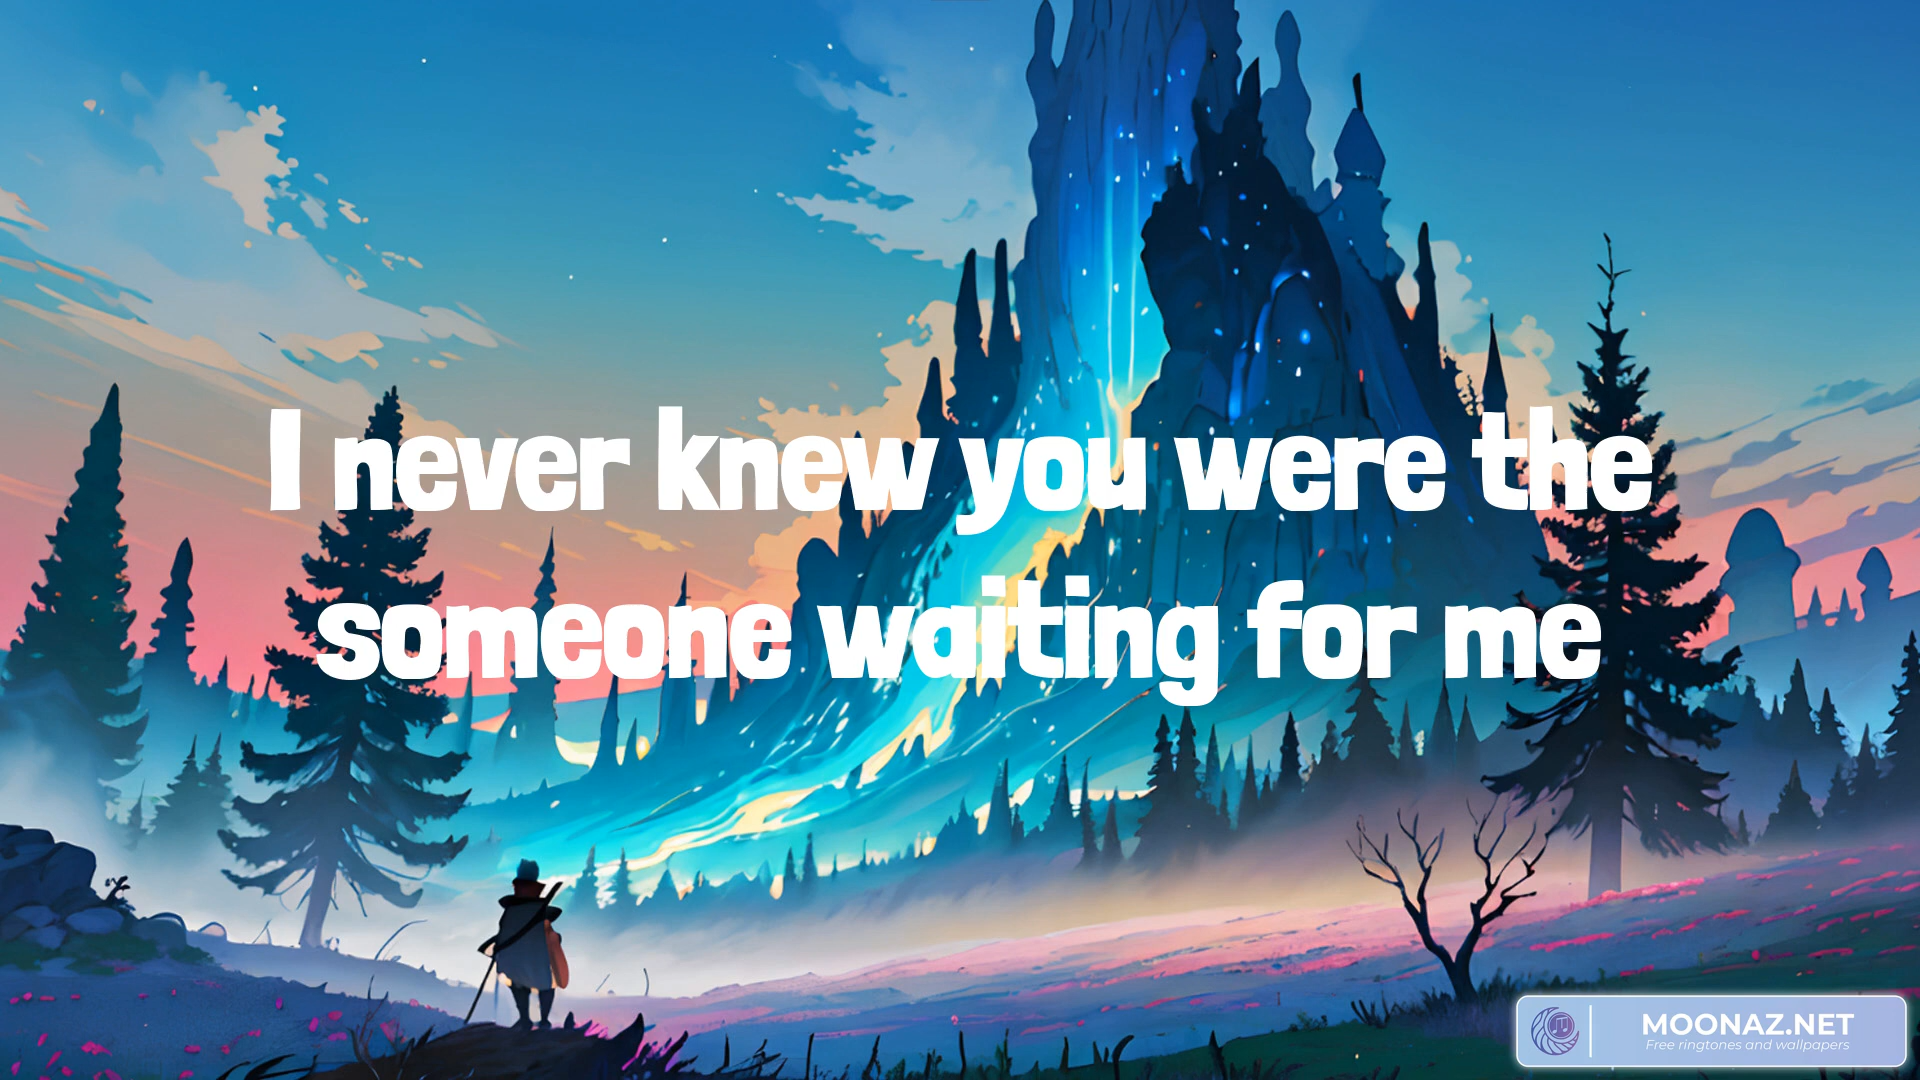 I never knew you were the
someone waiting for me
MOONAZ.NET
Free ringtones and wallpapers